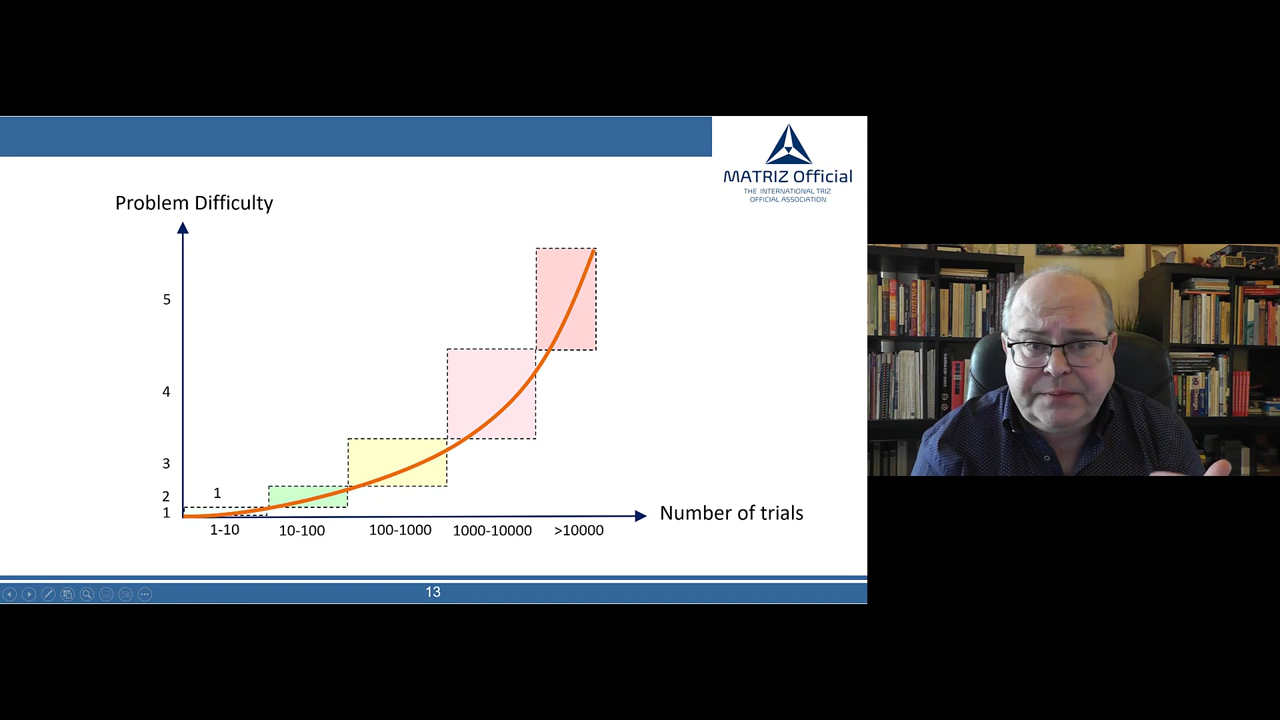 MATRIZ Official
THE INTERNATIONAL TRIZ
OFFICIAL ASSOCIATION
Problem Difficulty
5
4
3
2
1
1
1-10
10-100
100-1000
1000-10000
>10000
Number of trials
13